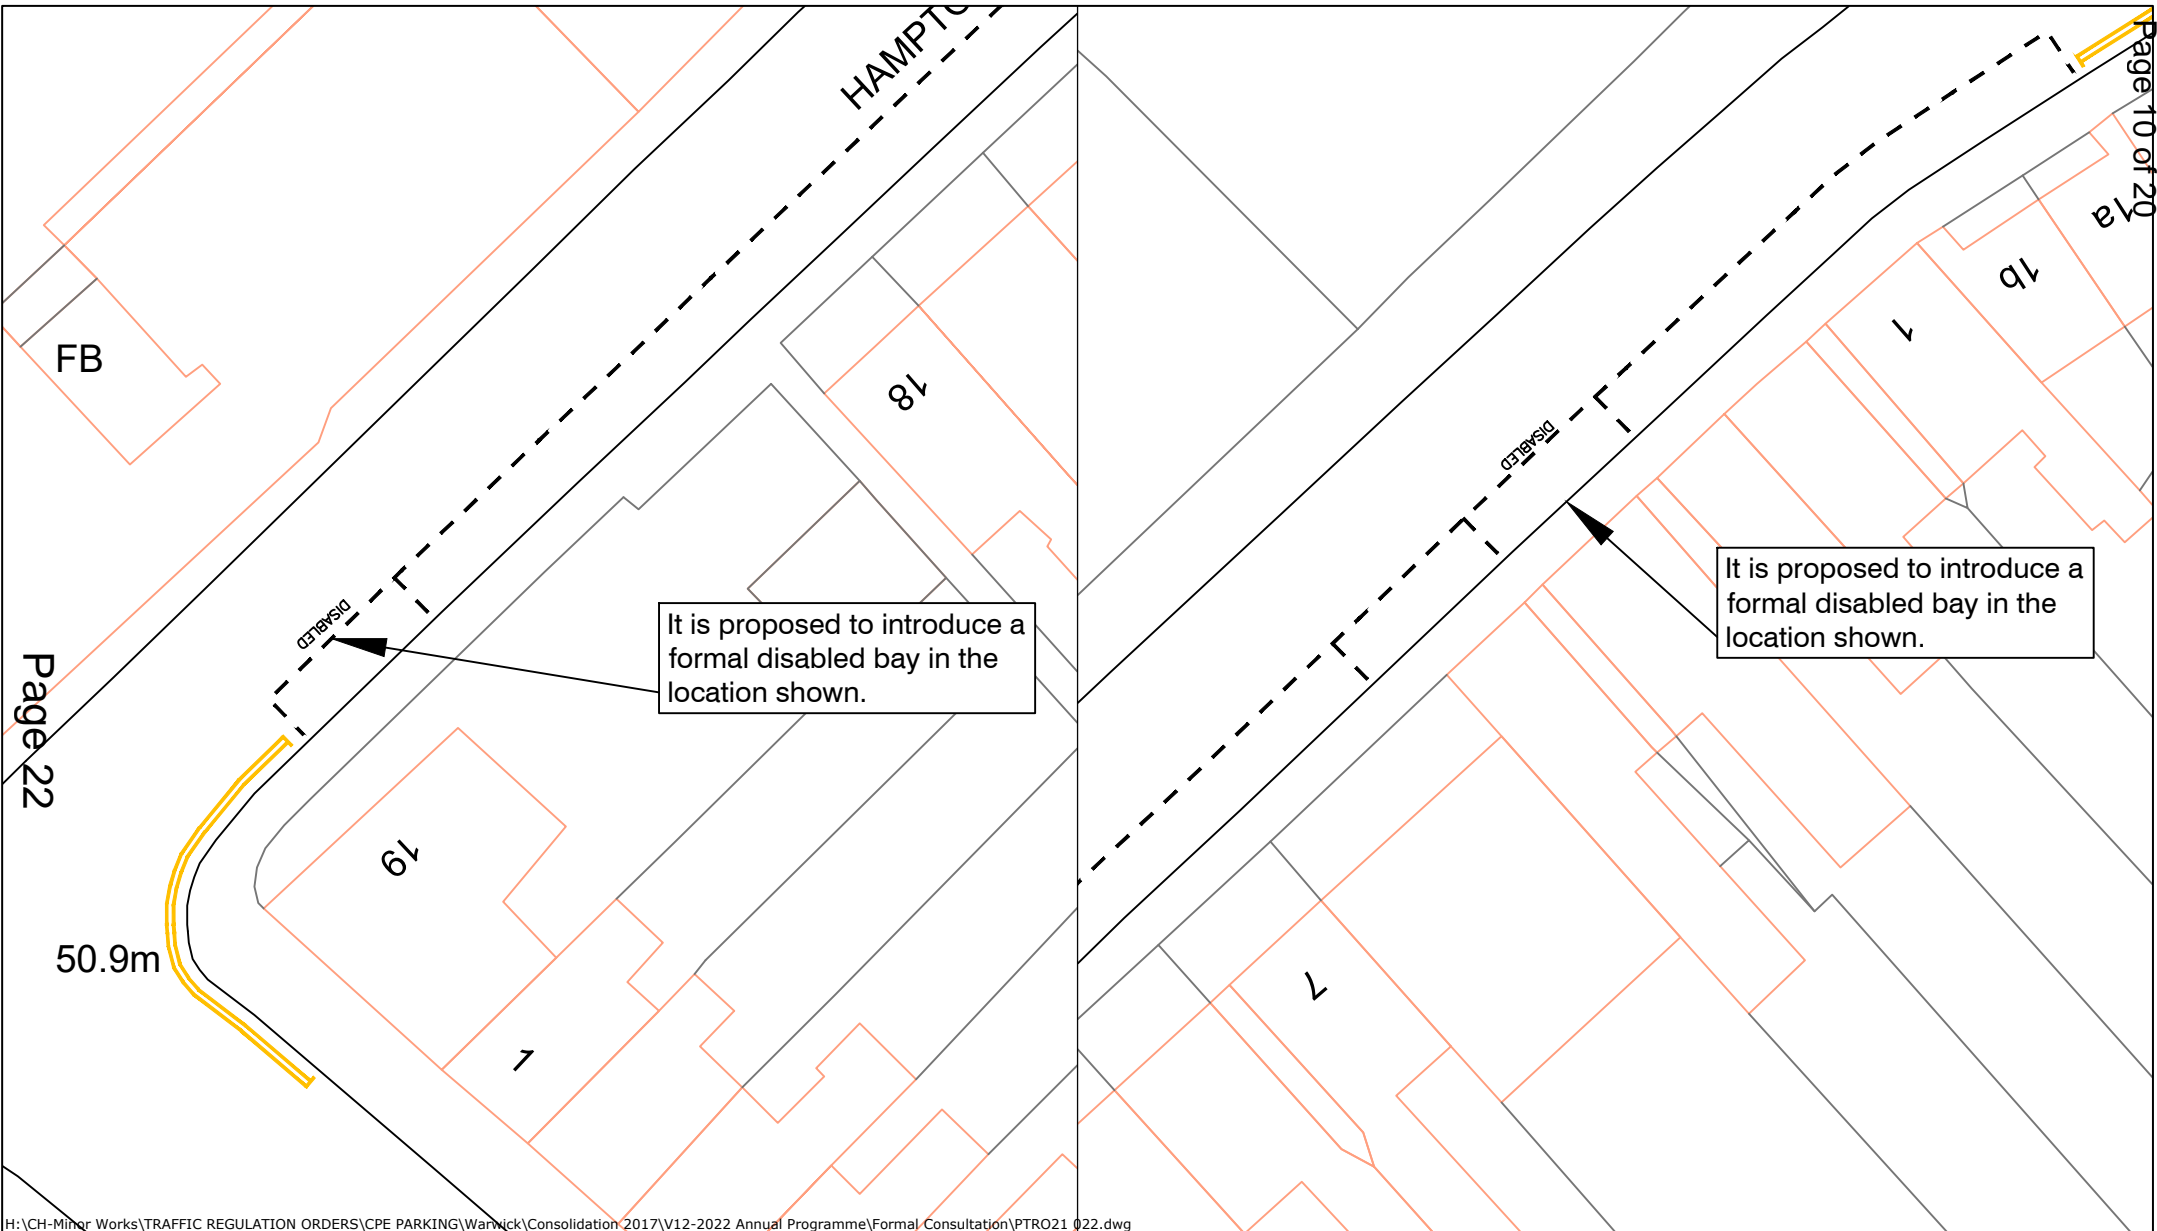 HAMPTO
FB
18
DISABLED
It is proposed to introduce a
formal disabled bay in the
location shown.
Page 22
19
50.9m
1
Page 10 of 20
1a
1b
1
DISABLED
It is proposed to introduce a
formal disabled bay in the
location shown.
7
H:\CH-Minor Works\TRAFFIC REGULATION ORDERS\CPE PARKING\Warwick\Consolidation 2017\V12-2022 Annual Programme\Formal Consultation\PTRO21 022.dwg